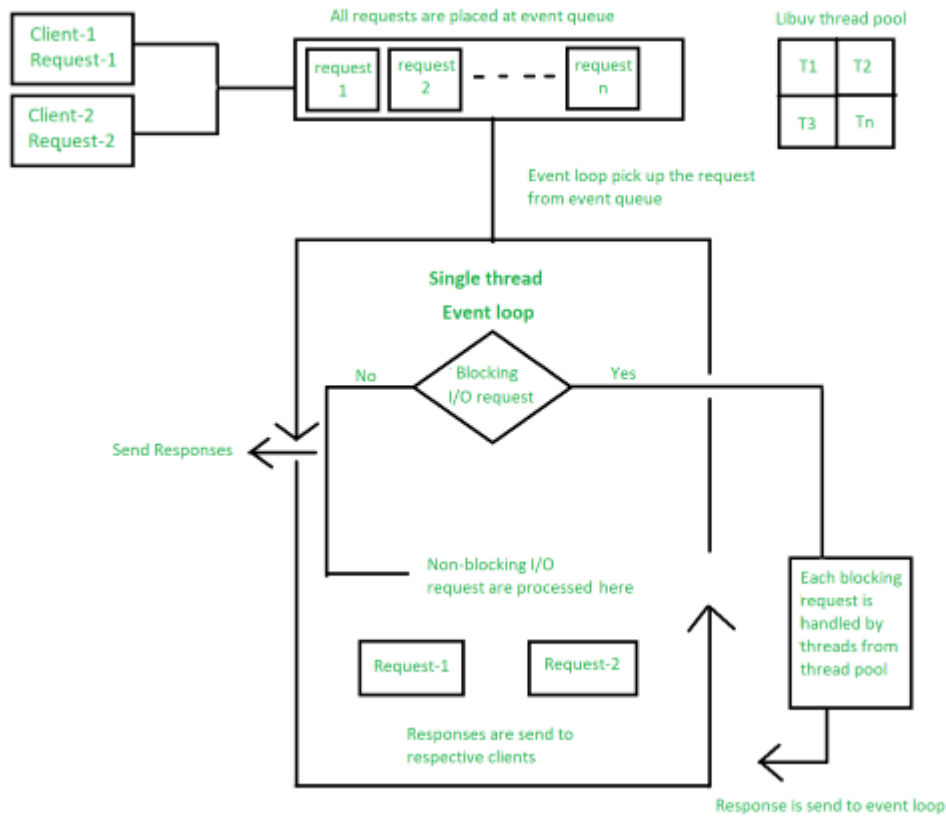 All requests are placed at event queue
Libuv thread pool
Client-1
Request-1
Client-2
Request-2
request
1
request
2
request
n
T1
T2
T3
Tn
Event loop pick up the request
from event queue
Single thread
Event loop
Blocking
I/O request
No
Yes
Send Responses
Non-blocking I/O
request are processed here
Each blocking
request is
handled by
threads from
thread pool
Request-1
Request-2
Responses are send to
respective clients
Response is send to event loop